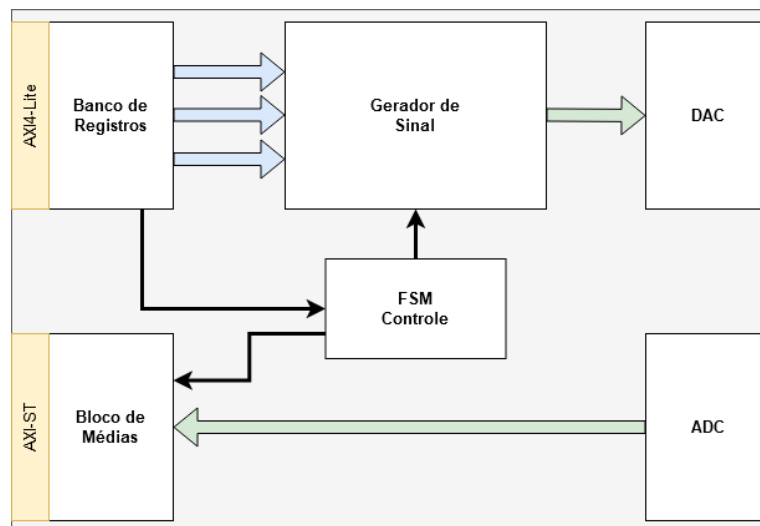 AXI4-Lite
Banco de
Registros
Gerador de
Sinal
DAC
FSM
Controle
AXI-ST
Bloco de
Médias
ADC